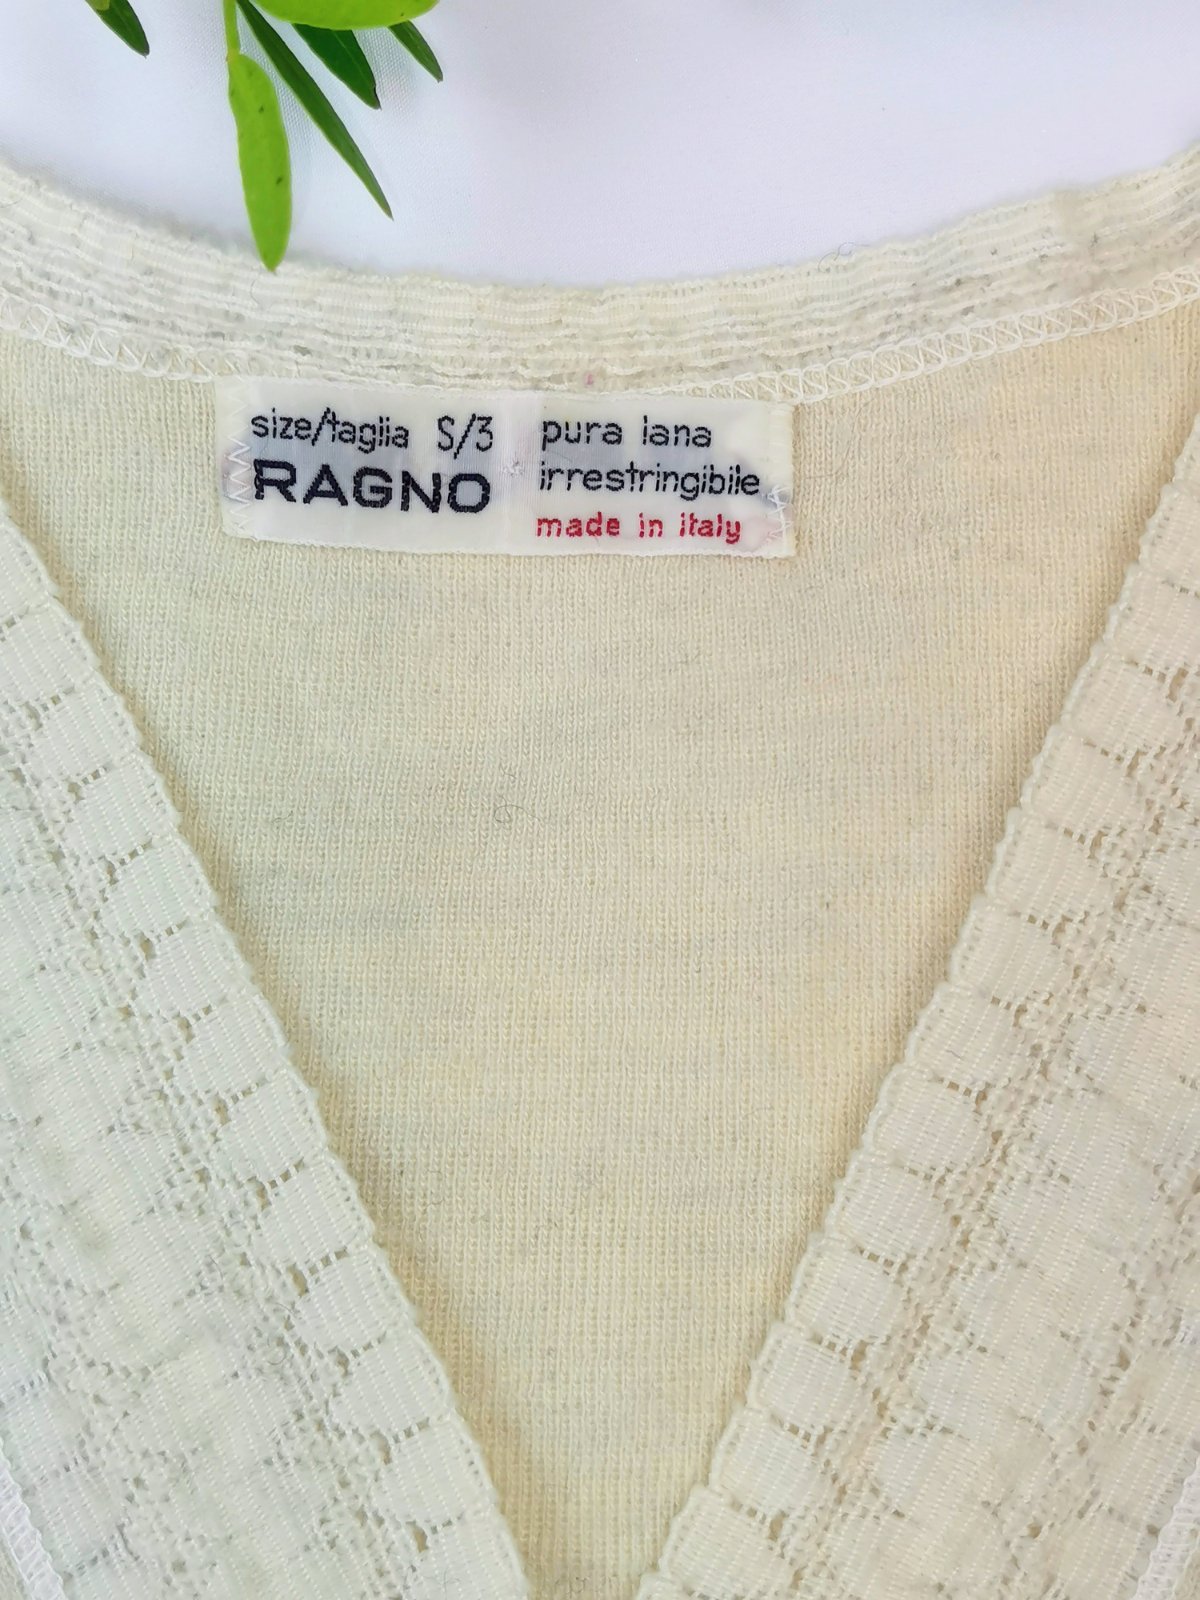 size/taglia S/3
RAGNO
pura lana
irrestringibile
made in italy